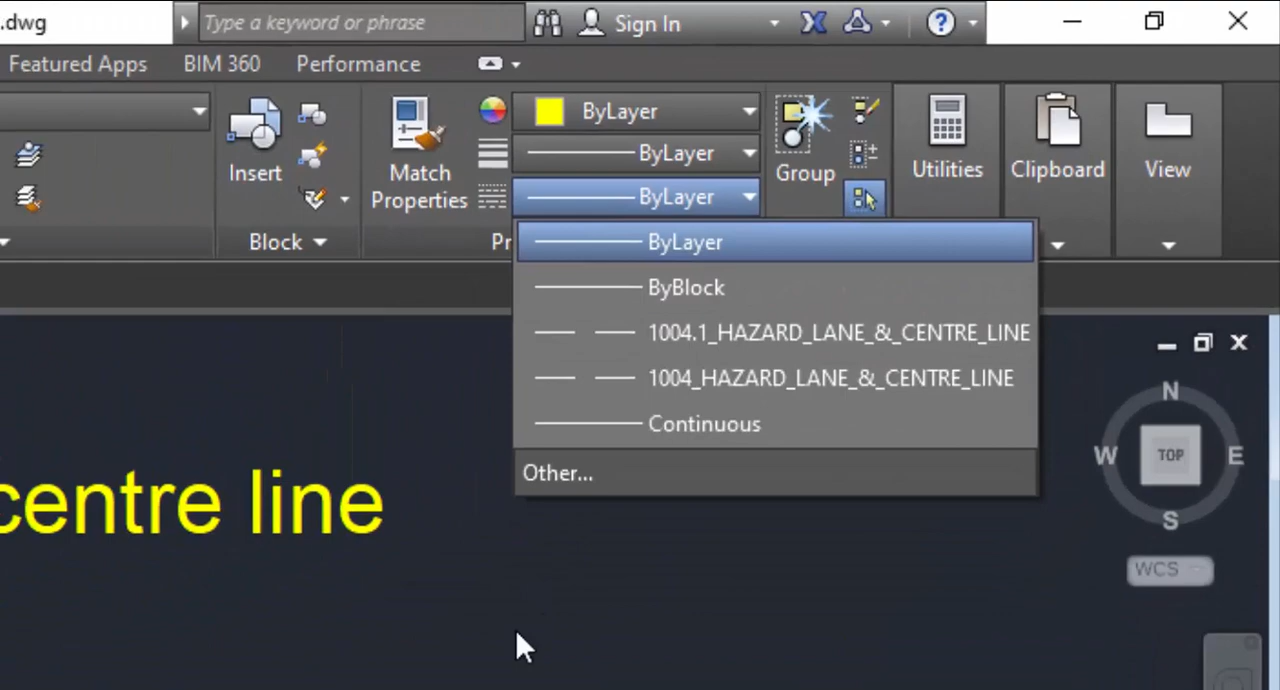 .dwg
Type a keyword or phrase
Sign In
Featured Apps BIM 360 Performance
ByLayer
ByLayer
ByLayer
Insert
Match
Properties
Group
Utilities
Clipboard
View
Block
Pr
ByLayer
ByBlock
1004.1_HAZARD_LANE_&_CENTRE_LINE
1004_HAZARD_LANE_&_CENTRE_LINE
Continuous
Other...
centre line
N
W TOP E
S
WCS